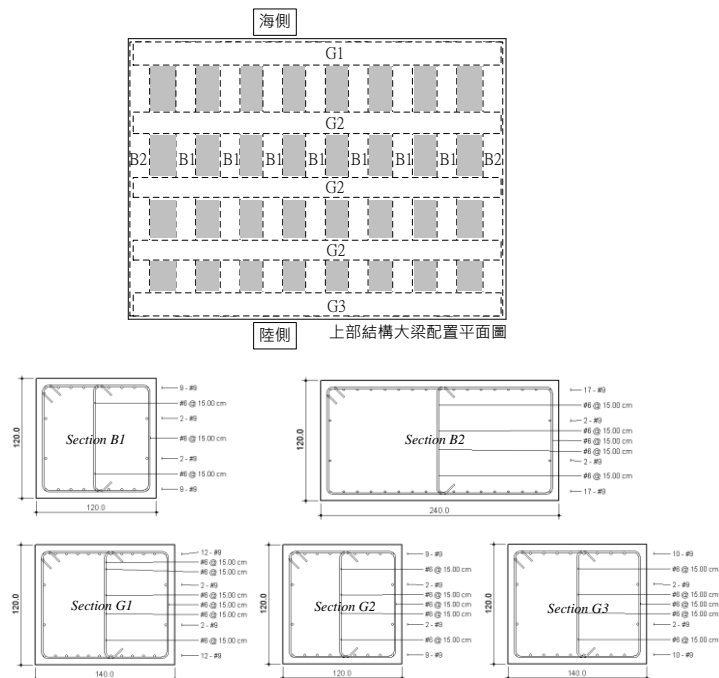 海側
G1
G2
B2 B1 B1 B1 B1 B1 B1 B1 B2
G2
G2
G3
陸側
上部結構大梁配置平面圖
120.0
Section B1
9 - #9
#6 @ 15.00 cm
2 - #9
#6 @ 15.00 cm
2 - #9
#6 @ 15.00 cm
9 - #9
120.0
120.0
Section B2
17 - #9
#6 @ 15.00 cm
2 - #9
#6 @ 15.00 cm
#6 @ 15.00 cm
#6 @ 15.00 cm
2 - #9
#6 @ 15.00 cm
17 - #9
240.0
120.0
Section G1
12 - #9
#6 @ 15.00 cm
#6 @ 15.00 cm
2 - #9
#6 @ 15.00 cm
#6 @ 15.00 cm
#6 @ 15.00 cm
2 - #9
#6 @ 15.00 cm
12 - #9
140.0
120.0
Section G2
9 - #9
#6 @ 15.00 cm
2 - #9
#6 @ 15.00 cm
#6 @ 15.00 cm
#6 @ 15.00 cm
2 - #9
#6 @ 15.00 cm
9 - #9
120.0
120.0
Section G3
10 - #9
#6 @ 15.00 cm
2 - #9
#6 @ 15.00 cm
#6 @ 15.00 cm
#6 @ 15.00 cm
2 - #9
#6 @ 15.00 cm
10 - #9
140.0